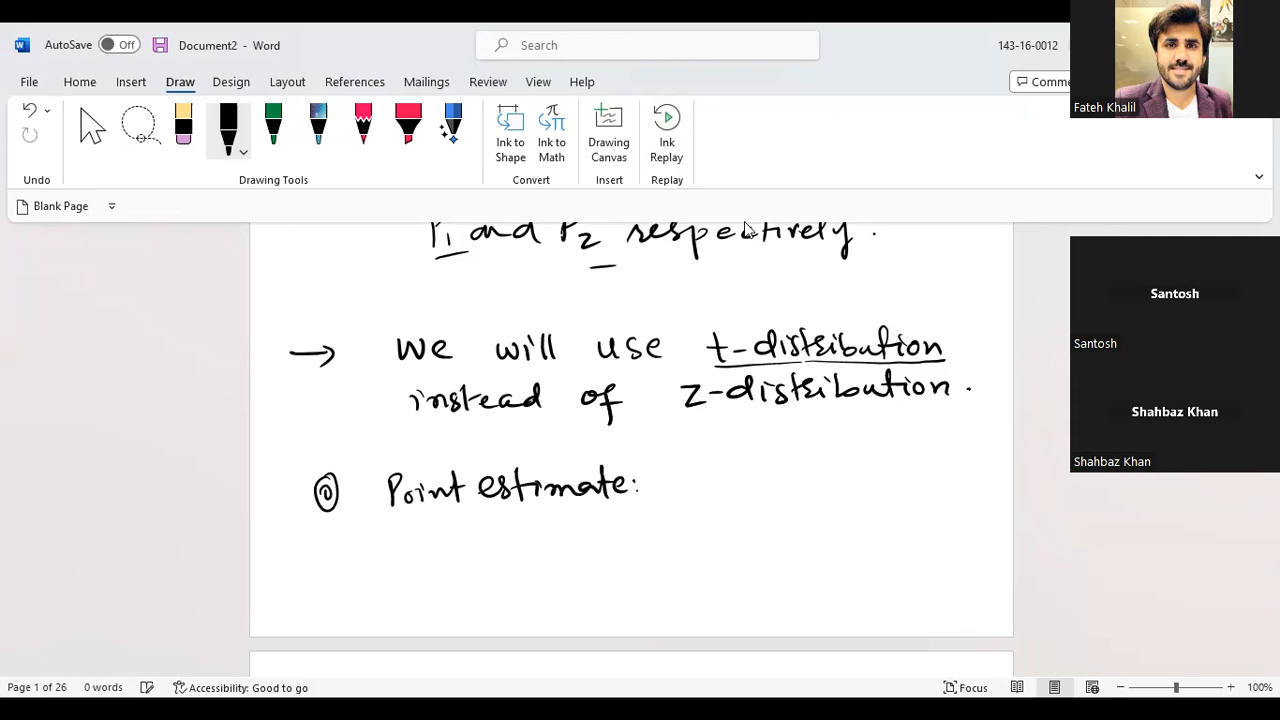 AutoSave Off Document2 - Word Search 143-16-0012
File Home Insert Draw Design Layout References Mailings Review View Help Comme
Fateh Khalil
Ink to Shape Ink to Math Drawing Canvas Ink Replay
Undo Drawing Tools Convert Insert Replay
Blank Page
P1 and P2 respectively.
→ We will use t-distribution
instead of z-distribution.
Point estimate:
Santosh
Santosh
Shahbaz Khan
Shahbaz Khan
Page 1 of 26 0 words Accessibility: Good to go Focus 100%